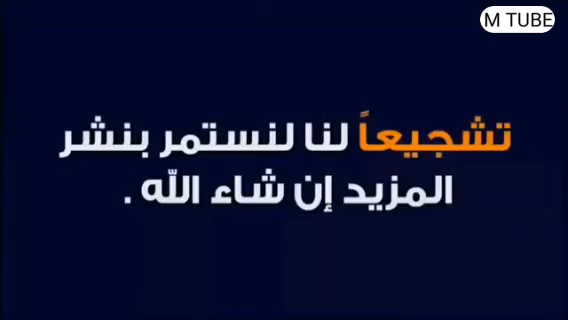 M TUBE
تشجيعاً لنا لنستمر بنشر
المزيد إن شاء الله .